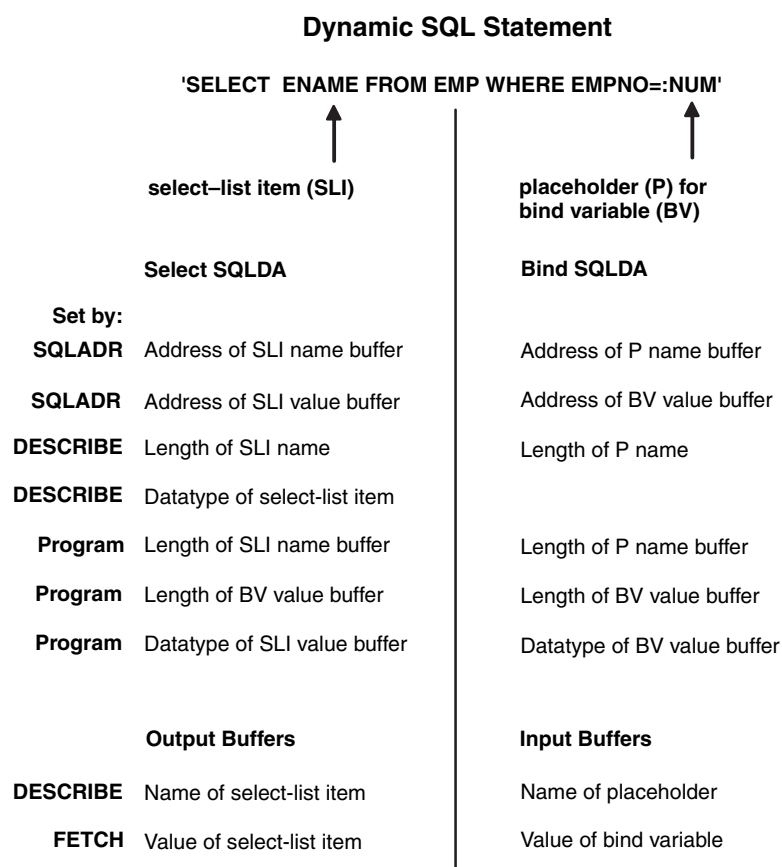 Dynamic SQL Statement
'SELECT  ENAME FROM EMP WHERE EMPNO=:NUM'
select–list item (SLI)
placeholder (P) for
bind variable (BV)
Select SQLDA
Bind SQLDA
Set by:
SQLADR Address of SLI name buffer Address of P name buffer
SQLADR Address of SLI value buffer Address of BV value buffer
DESCRIBE Length of SLI name Length of P name
DESCRIBE Datatype of select-list item
Program Length of SLI name buffer Length of P name buffer
Program Length of BV value buffer Length of BV value buffer
Program Datatype of SLI value buffer Datatype of BV value buffer
Output Buffers Input Buffers
DESCRIBE Name of select-list item Name of placeholder
FETCH Value of select-list item Value of bind variable